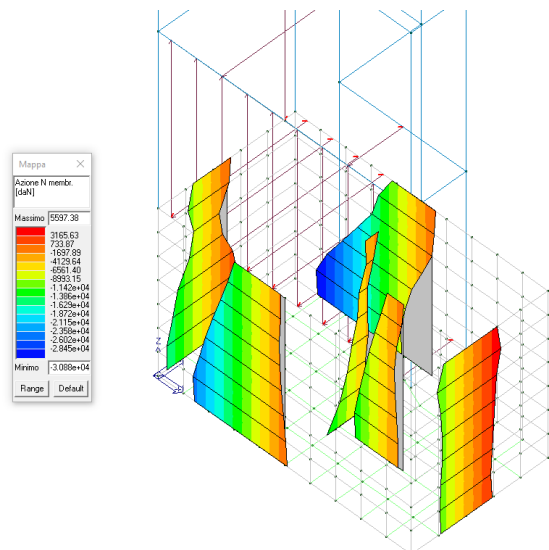 Mappa
Azione N membr.
[daN]
Massimo 5597.38
3165.63
733.87
-1697.89
-4129.64
-6561.40
-8993.15
-1.142e+04
-1.386e+04
-1.629e+04
-1.872e+04
-2.115e+04
-2.358e+04
-2.602e+04
-2.845e+04
Minimo -3.088e+04
Range Default
Z